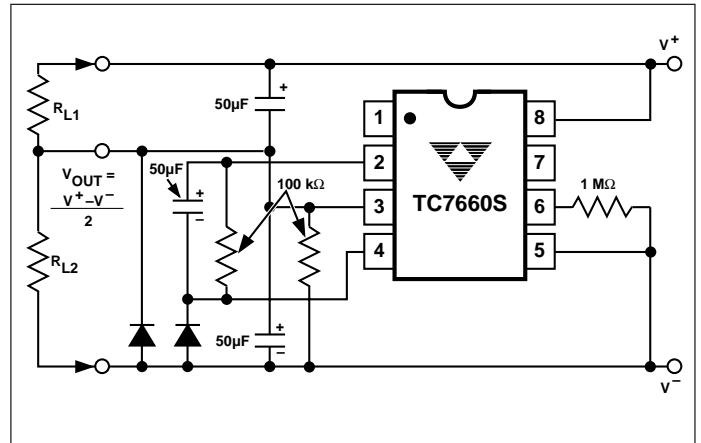 V+
RL1
50µF
+
1
8
VOUT =
V+–V–
2
50µF
+
–
100 kΩ
2
7
3
TC7660S
6
1 MΩ
RL2
4
5
50µF
+
–
V–